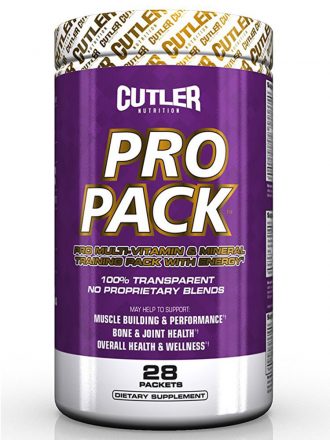 CUTLER
NUTRITION
PRO
PACK™
PRO MULTI-VITAMIN & MINERAL
TRAINING PACK WITH ENERGY*
100% TRANSPARENT
NO PROPRIETARY BLENDS
MAY HELP TO SUPPORT:
MUSCLE BUILDING & PERFORMANCE*†
BONE & JOINT HEALTH*†
OVERALL HEALTH & WELLNESS*†
28
PACKETS
DIETARY SUPPLEMENT